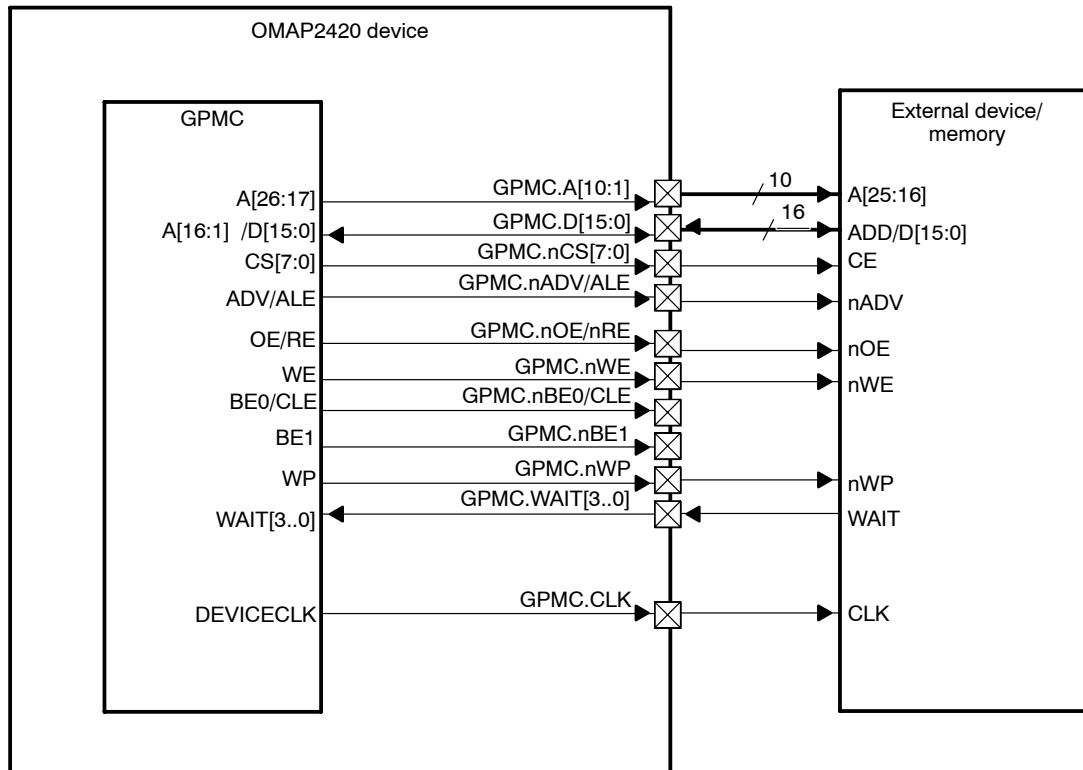 OMAP2420 device
GPMC
External device/
memory
A[26:17]
GPMC.A[10:1]
10
A[25:16]
A[16:1] /D[15:0]
GPMC.D[15:0]
16
ADD/D[15:0]
CS[7:0]
GPMC.nCS[7:0]
CE
ADV/ALE
GPMC.nADV/ALE
nADV
OE/RE
GPMC.nOE/nRE
nOE
WE
GPMC.nWE
nWE
BE0/CLE
GPMC.nBE0/CLE
BE1
GPMC.nBE1
WP
GPMC.nWP
nWP
WAIT[3..0]
GPMC.WAIT[3..0]
WAIT
DEVICECLK
GPMC.CLK
CLK